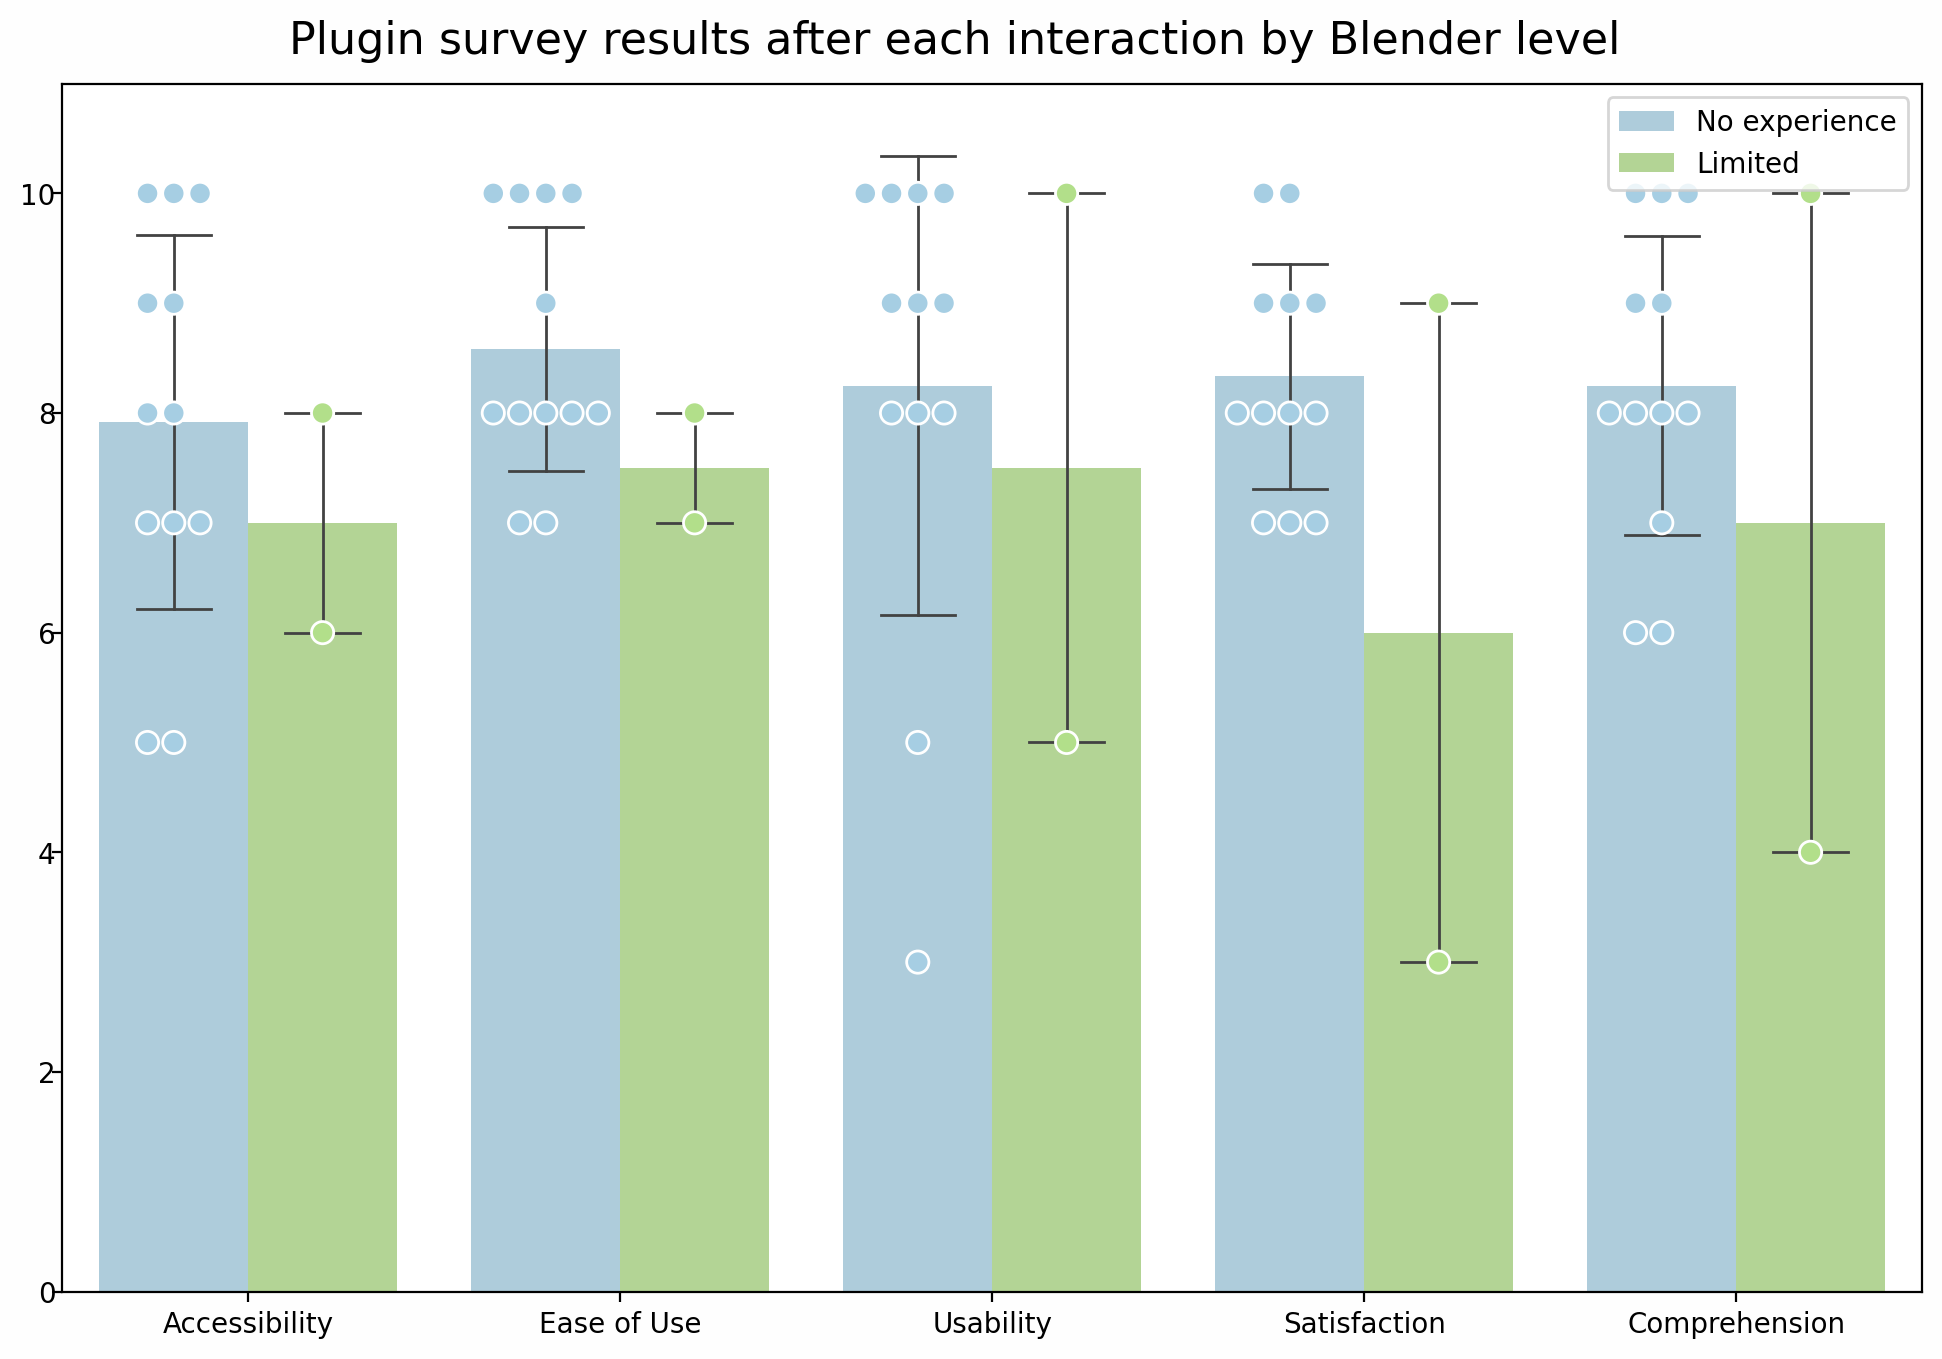 Plugin survey results after each interaction by Blender level
No experience
Limited
10
8
6
4
2
0
Accessibility
Ease of Use
Usability
Satisfaction
Comprehension